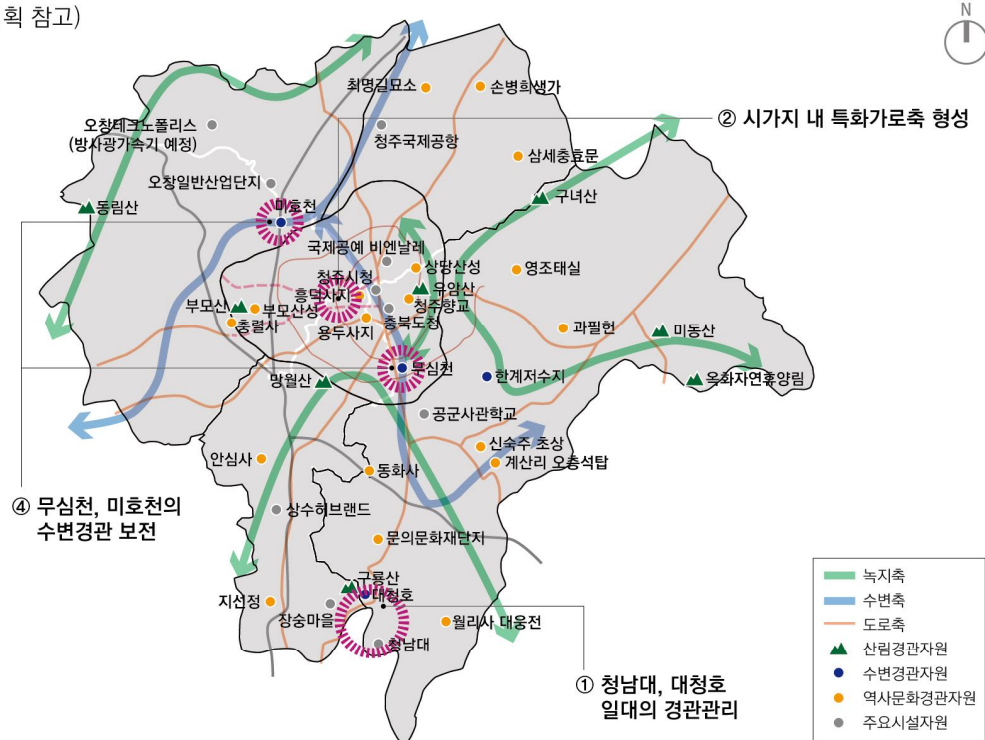 획 참고)
N
최명길묘소
손병희생가
② 시가지 내 특화가로축 형성
오창테크노폴리스
(방사광가속기 예정)
청주국제공항
삼세충효문
오창일반산업단지
구녀산
동림산
미호천
국제공예 비엔날레
상당산성
영조태실
청주시청
우암산
흥덕사지
청주향교
부모산
부모산성
충렬사
용두사지
충북도청
과필헌
미동산
무심천
망월산
한계저수지
옥화자연휴양림
공군사관학교
신숙주 초상
안심사
동화사
계산리 오층석탑
④ 무심천, 미호천의
수변경관 보전
상수허브랜드
문의문화재단지
구룡산
대청호
지선정
장승마을
월리사 대웅전
청남대
① 청남대, 대청호
일대의 경관관리
녹지축
수변축
도로축
산림경관자원
수변경관자원
역사문화경관자원
주요시설자원